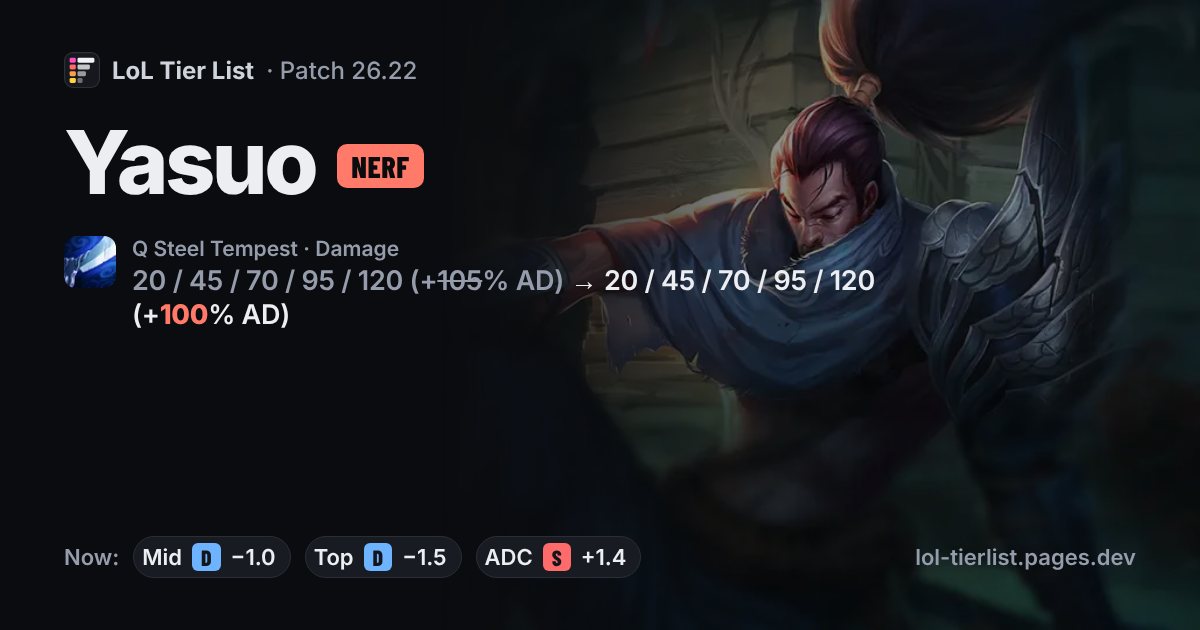 LoL Tier List · Patch 26.22
Yasuo NERF
Q Steel Tempest · Damage
20 / 45 / 70 / 95 / 120 (+105% AD) → 20 / 45 / 70 / 95 / 120
(+100% AD)
Now: Mid D −1.0 Top D −1.5 ADC S +1.4
lol-tierlist.pages.dev